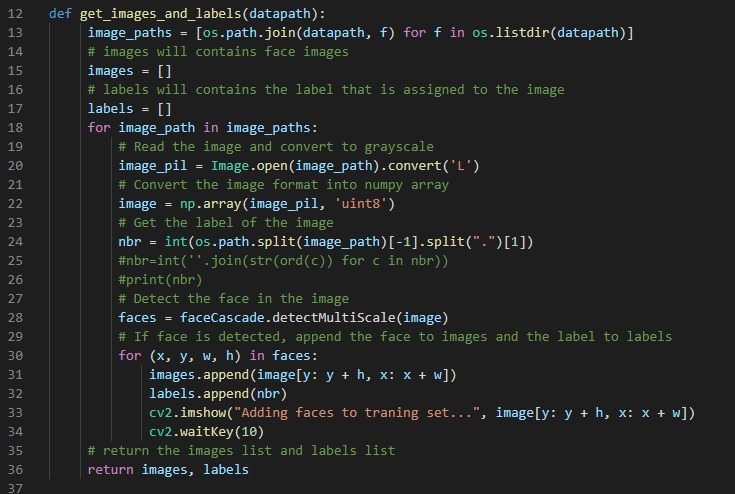 12 def get_images_and_labels(datapath):
13 image_paths = [os.path.join(datapath, f) for f in os.listdir(datapath)]
14 # images will contains face images
15 images = []
16 # labels will contains the label that is assigned to the image
17 labels = []
18 for image_path in image_paths:
19 # Read the image and convert to grayscale
20 image_pil = Image.open(image_path).convert('L')
21 # Convert the image format into numpy array
22 image = np.array(image_pil, 'uint8')
23 # Get the label of the image
24 nbr = int(os.path.split(image_path)[-1].split(".")[1])
25 #nbr=int(''.join(str(ord(c)) for c in nbr))
26 #print(nbr)
27 # Detect the face in the image
28 faces = faceCascade.detectMultiScale(image)
29 # If face is detected, append the face to images and the label to labels
30 for (x, y, w, h) in faces:
31 images.append(image[y: y + h, x: x + w])
32 labels.append(nbr)
33 cv2.imshow("Adding faces to traning set...", image[y: y + h, x: x + w])
34 cv2.waitKey(10)
35 # return the images list and labels list
36 return images, labels
37